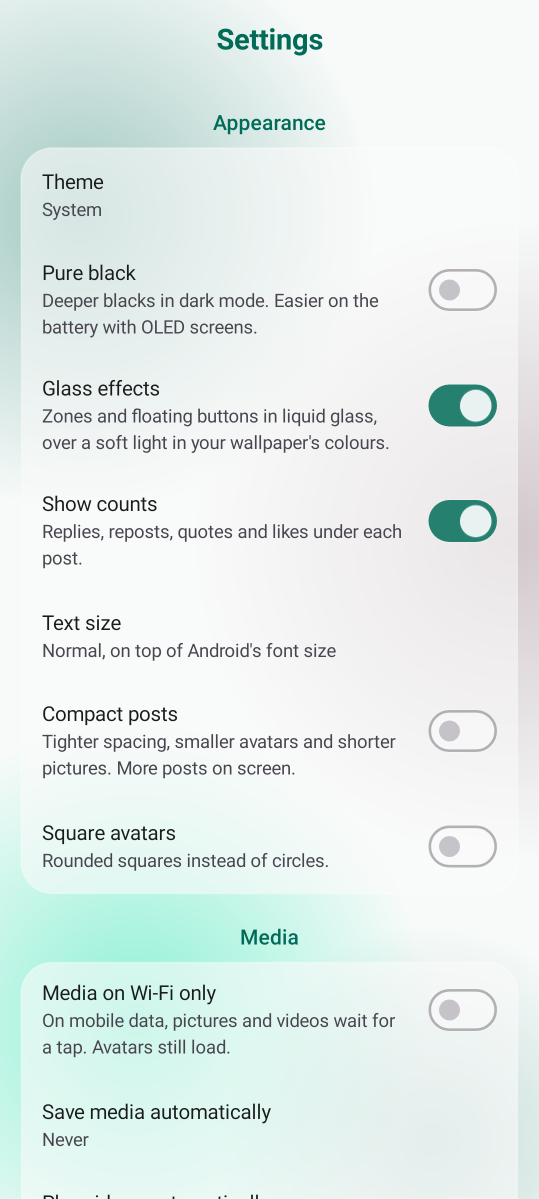 Settings
Appearance
Theme
System
Pure black
Deeper blacks in dark mode. Easier on the
battery with OLED screens.
Glass effects
Zones and floating buttons in liquid glass,
over a soft light in your wallpaper's colours.
Show counts
Replies, reposts, quotes and likes under each
post.
Text size
Normal, on top of Android's font size
Compact posts
Tighter spacing, smaller avatars and shorter
pictures. More posts on screen.
Square avatars
Rounded squares instead of circles.
Media
Media on Wi-Fi only
On mobile data, pictures and videos wait for
a tap. Avatars still load.
Save media automatically
Never